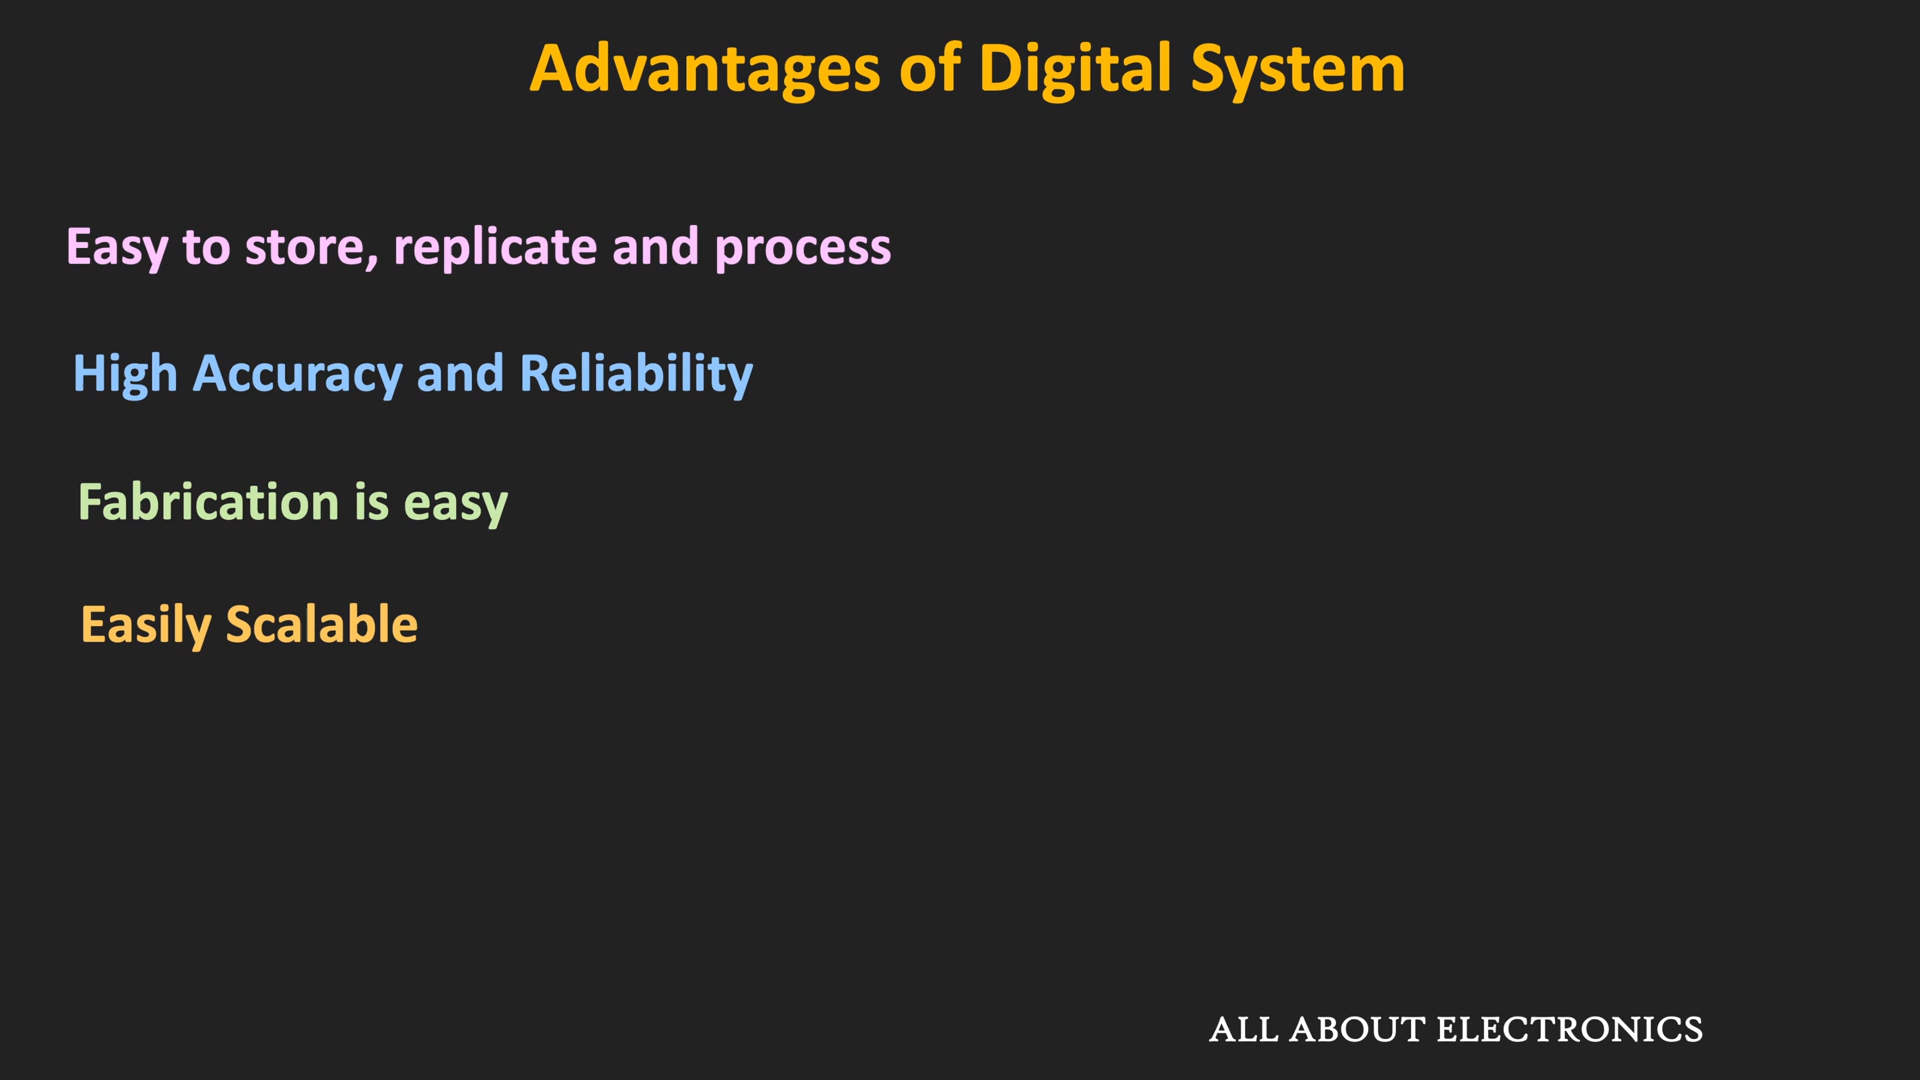 Advantages of Digital System
Easy to store, replicate and process
High Accuracy and Reliability
Fabrication is easy
Easily Scalable
ALL ABOUT ELECTRONICS